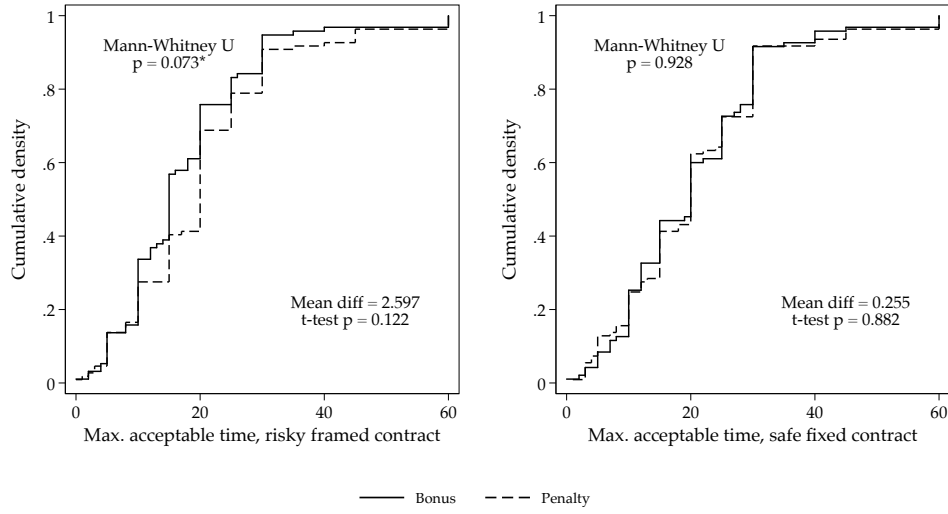 Cumulative density
1
.8
.6
.4
.2
0
Mann-Whitney U
p = 0.073*
Mean diff = 2.597
t-test p = 0.122
0 20 40 60
Max. acceptable time, risky framed contract
Cumulative density
1
.8
.6
.4
.2
0
Mann-Whitney U
p = 0.928
Mean diff = 0.255
t-test p = 0.882
0 20 40 60
Max. acceptable time, safe fixed contract
Bonus Penalty